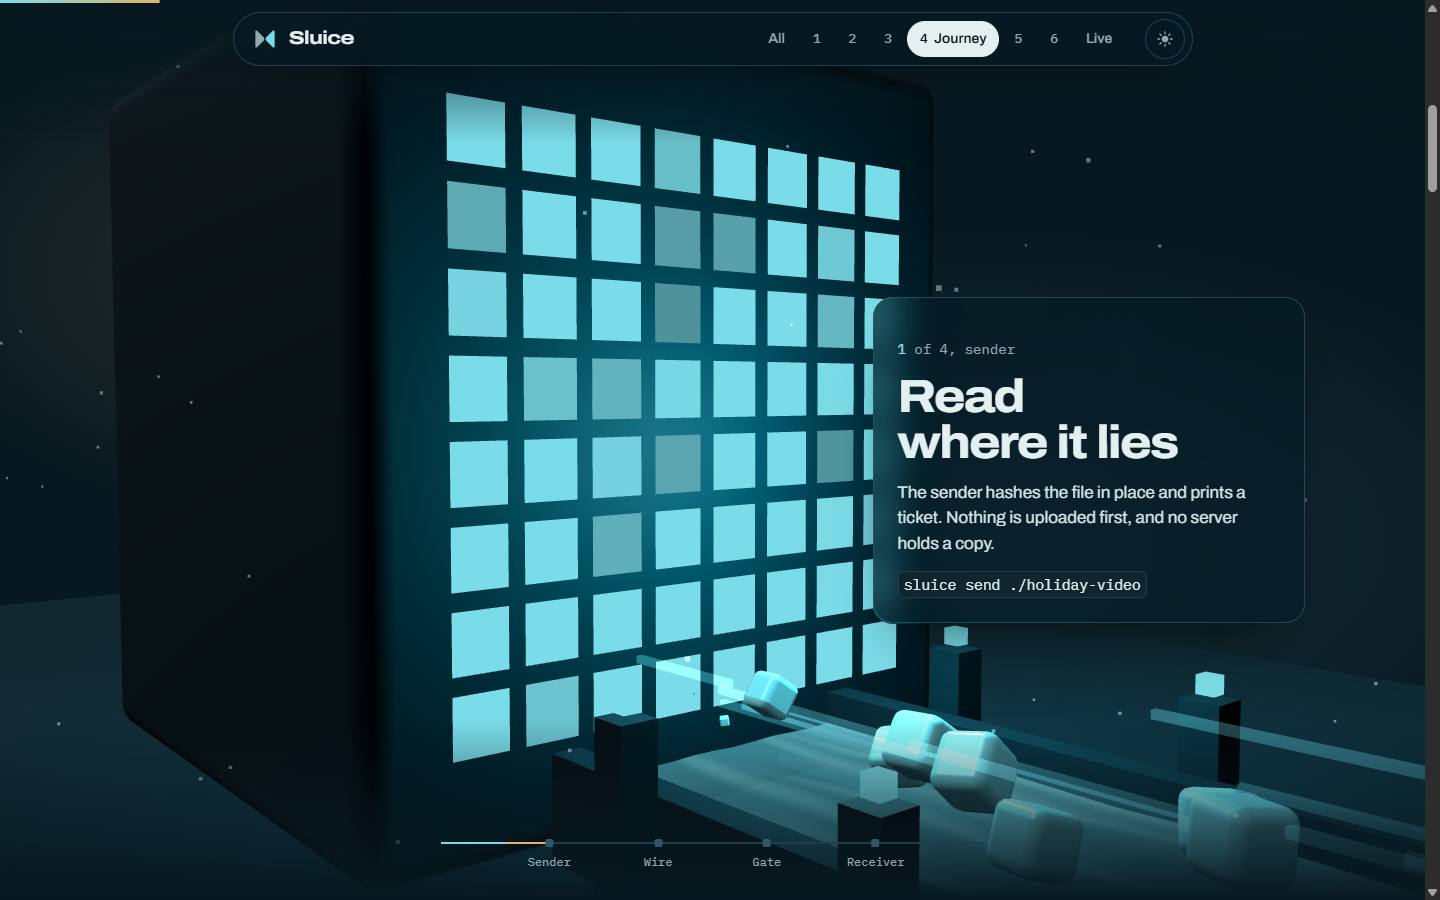 Sluice
All 1 2 3 4 Journey 5 6 Live
1 of 4, sender
Read
where it lies
The sender hashes the file in place and prints a
ticket. Nothing is uploaded first, and no server
holds a copy.
sluice send ./holiday-video
Sender Wire Gate Receiver